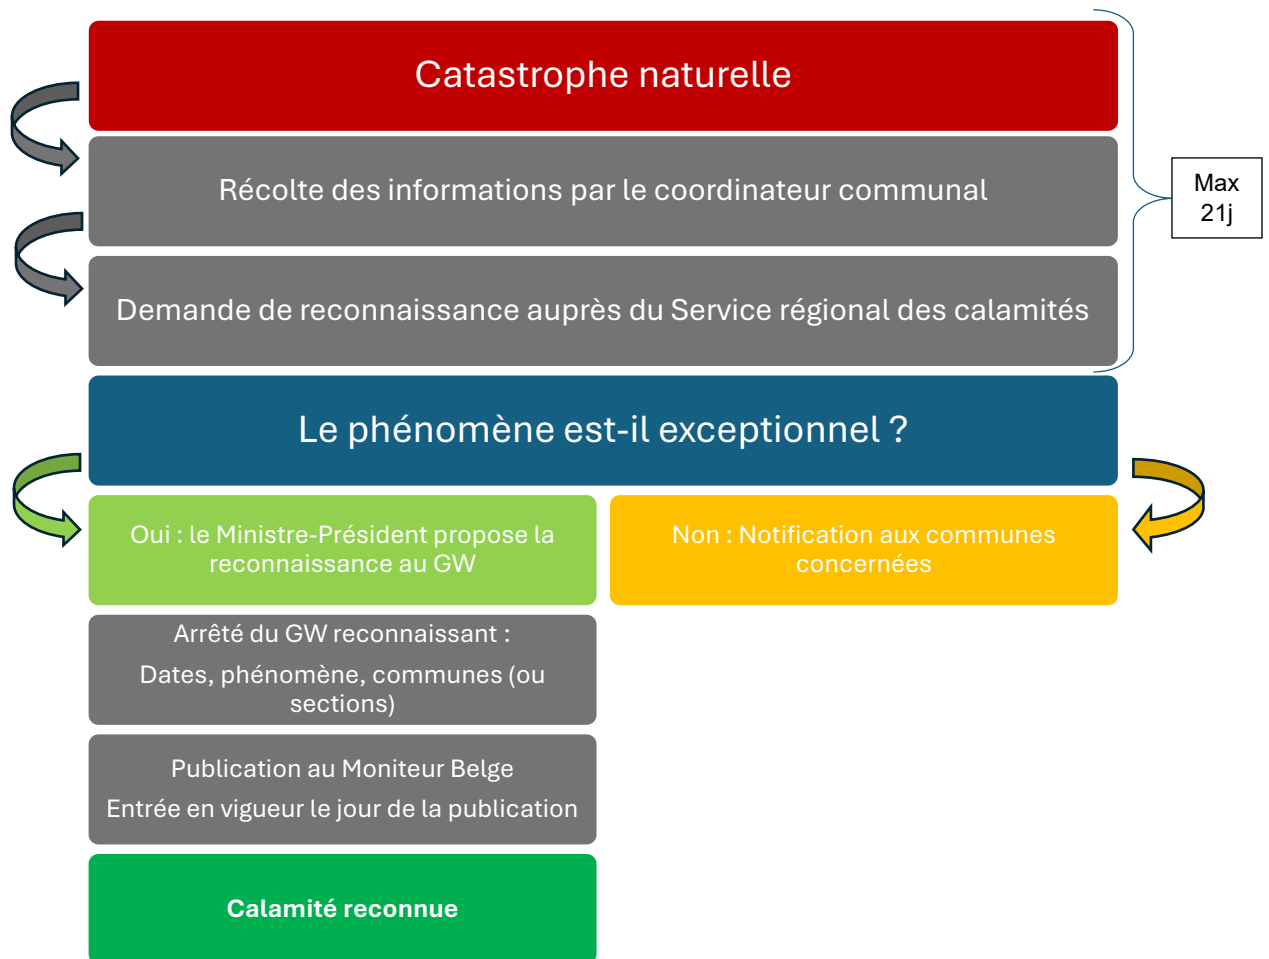 Catastrophe naturelle
Récolte des informations par le coordinateur communal
Max
21j
Demande de reconnaissance auprès du Service régional des calamités
Le phénomène est-il exceptionnel ?
Oui : le Ministre-Président propose la
reconnaissance au GW
Non : Notification aux communes
concernées
Arrêté du GW reconnaissant :
Dates, phénomène, communes (ou
sections)
Publication au Moniteur Belge
Entrée en vigueur le jour de la publication
Calamité reconnue